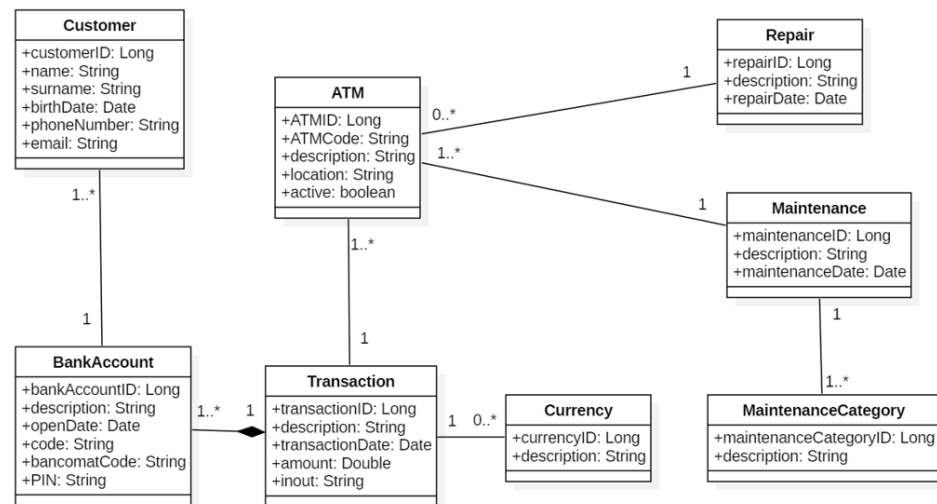 Customer
+customerID: Long
+name: String
+surname: String
+birthDate: Date
+phoneNumber: String
+email: String
1..*
1
ATM
+ATMID: Long
+ATMCode: String
+description: String
+location: String
+active: boolean
0..*
1
1..*
1
1..*
1
Repair
+repairID: Long
+description: String
+repairDate: Date
Maintenance
+maintenanceID: Long
+description: String
+maintenanceDate: Date
1
1..*
BankAccount
+bankAccountID: Long
+description: String
+openDate: Date
+code: String
+bancomatCode: String
+PIN: String
1..*
1
Transaction
+transactionID: Long
+description: String
+transactionDate: Date
+amount: Double
+inout: String
1
0..*
Currency
+currencyID: Long
+description: String
MaintenanceCategory
+maintenanceCategoryID: Long
+description: String